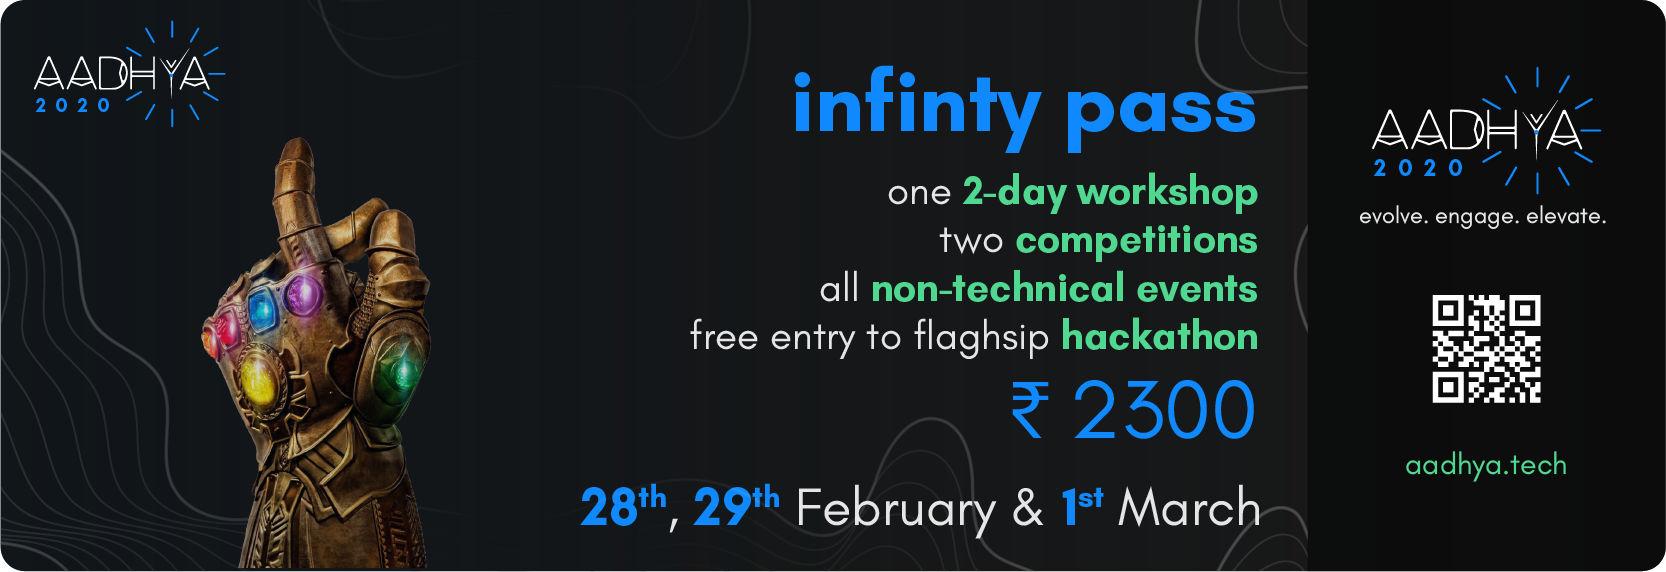 AADHYA
2020
infinty pass
one 2-day workshop
two competitions
all non-technical events
free entry to flaghsip hackathon
₹ 2300
28th, 29th February & 1st March
AADHYA
2020
evolve. engage. elevate.
aadhya.tech